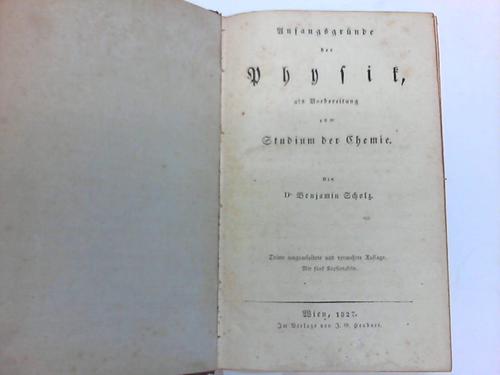 Anfangsgründe
der
Physik,
als Vorbereitung
zum
Studium der Chemie.
Von
Dr Benjamin Scholz.
Dritte umgearbeitete und vermehrte Auflage.
Mit fünf Kupfertafeln.
Wien, 1827.
Im Verlage von J. G. Heubner.